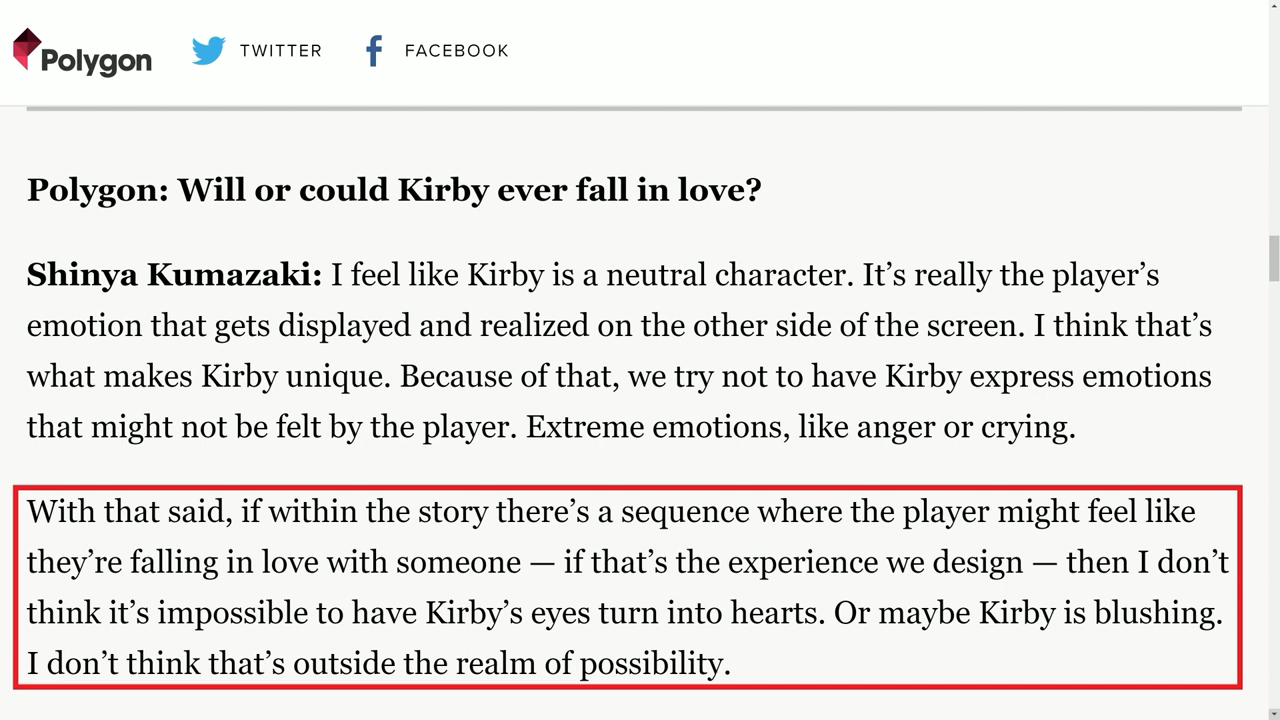 Polygon TWITTER FACEBOOK
Polygon: Will or could Kirby ever fall in love?
Shinya Kumazaki: I feel like Kirby is a neutral character. It’s really the player’s
emotion that gets displayed and realized on the other side of the screen. I think that’s
what makes Kirby unique. Because of that, we try not to have Kirby express emotions
that might not be felt by the player. Extreme emotions, like anger or crying.
With that said, if within the story there’s a sequence where the player might feel like
they’re falling in love with someone — if that’s the experience we design — then I don’t
think it’s impossible to have Kirby’s eyes turn into hearts. Or maybe Kirby is blushing.
I don’t think that’s outside the realm of possibility.